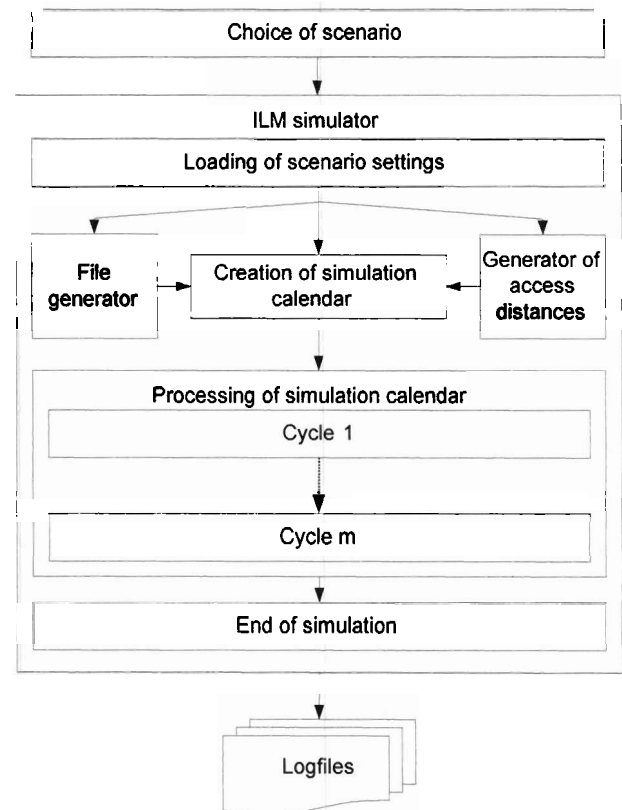 Choice of scenario
ILM simulator
Loading of scenario settings
File
generator
Creation of simulation
calendar
Generator of
access
distances
Processing of simulation calendar
Cycle 1
Cycle m
End of simulation
Logfiles